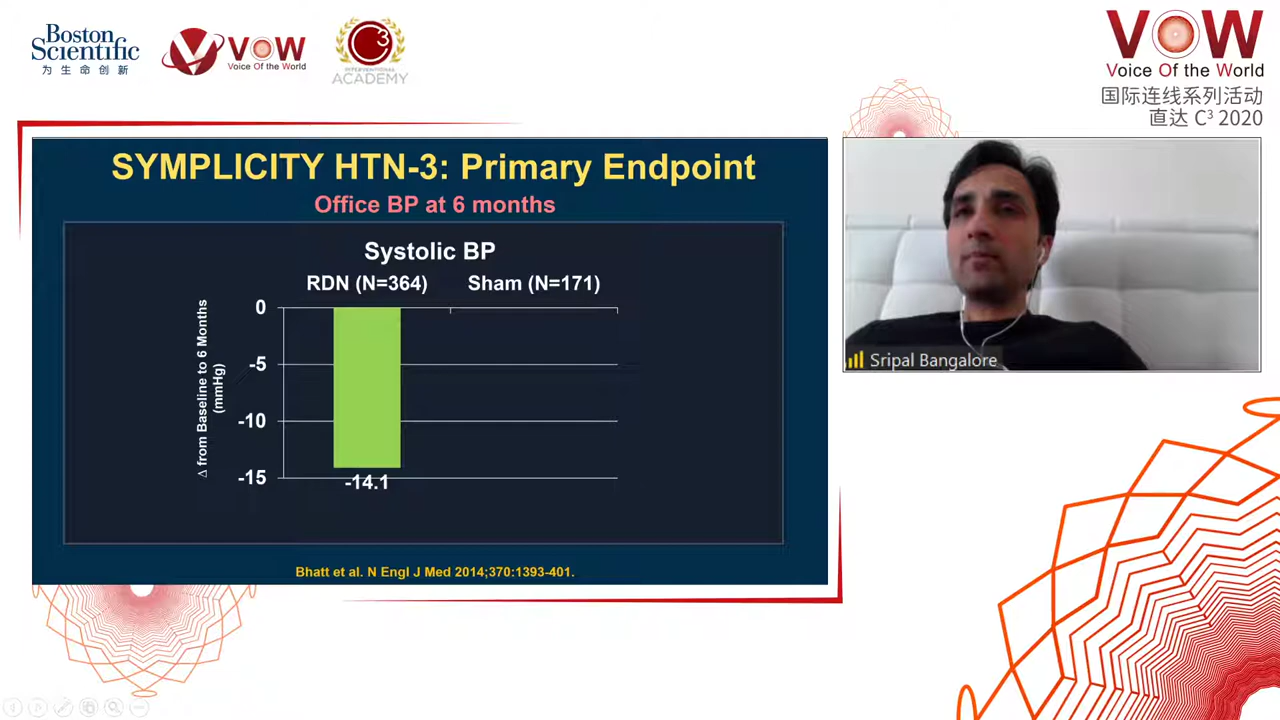 Boston
Scientific
为生命创新
VOW
Voice Of the World
C3
INTERNATIONAL
ACADEMY
VOW
Voice Of the World
国际连线系列活动
直达 C³ 2020
SYMPLICITY HTN-3: Primary Endpoint
Office BP at 6 months
Systolic BP
RDN (N=364)
Sham (N=171)
Δ from Baseline to 6 Months
(mmHg)
0
-5
-10
-15
-14.1
Bhatt et al. N Engl J Med 2014;370:1393-401.
Sripal Bangalore